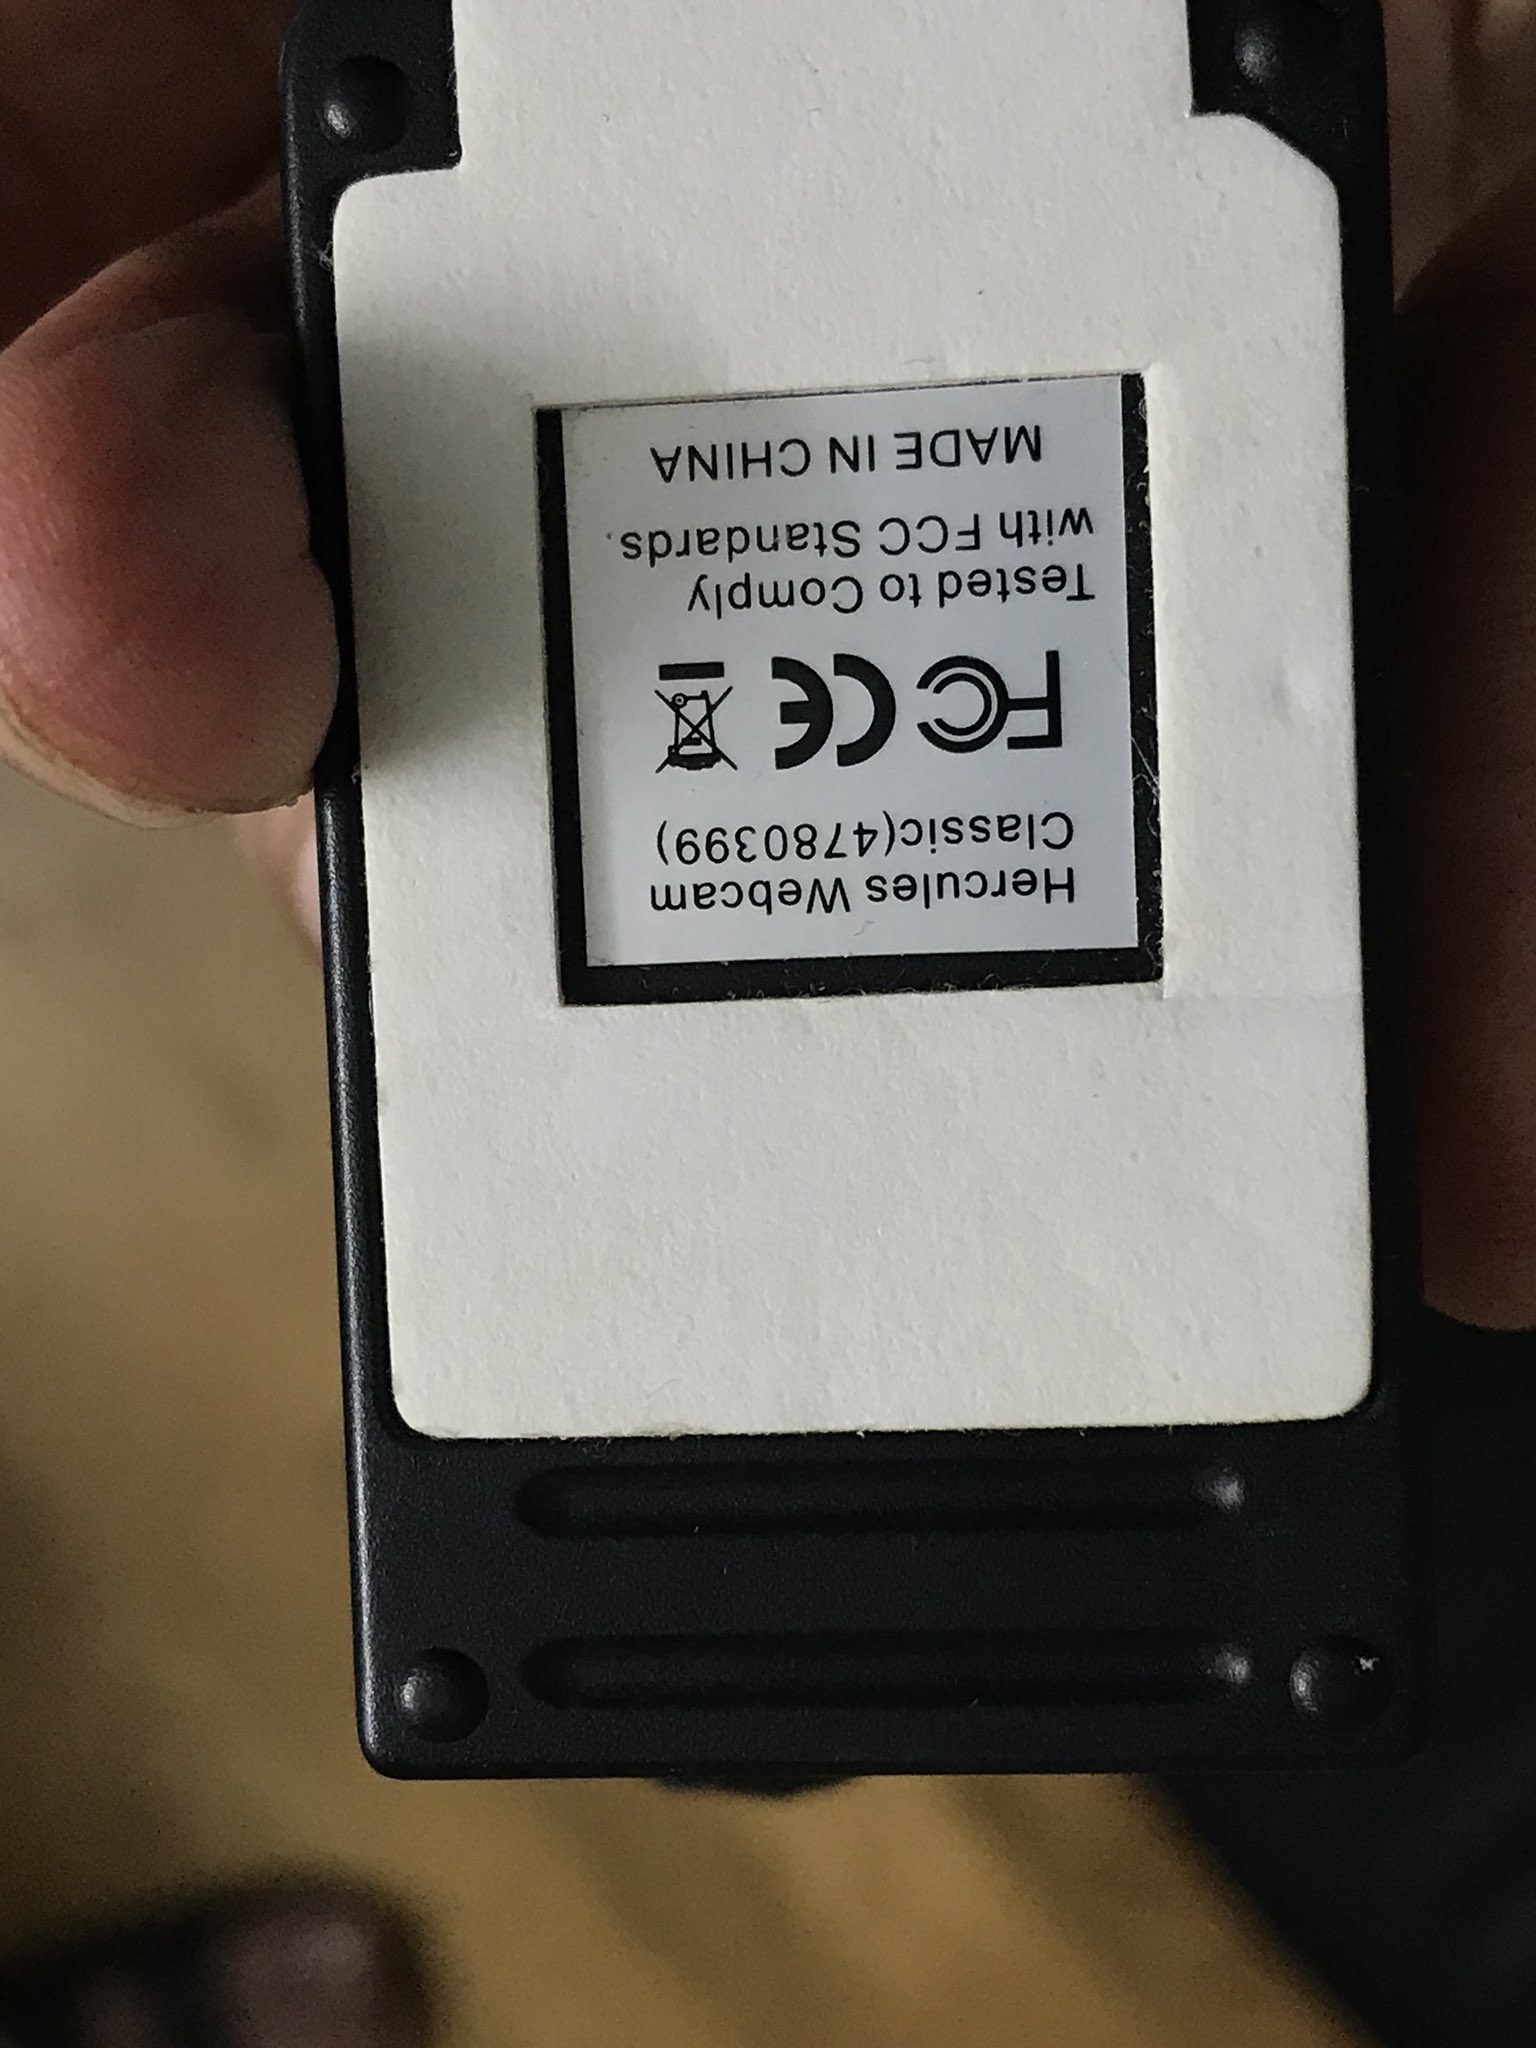 Hercules Webcam
Classic(4780399)
FC CE
Tested to Comply
with FCC Standards.
MADE IN CHINA